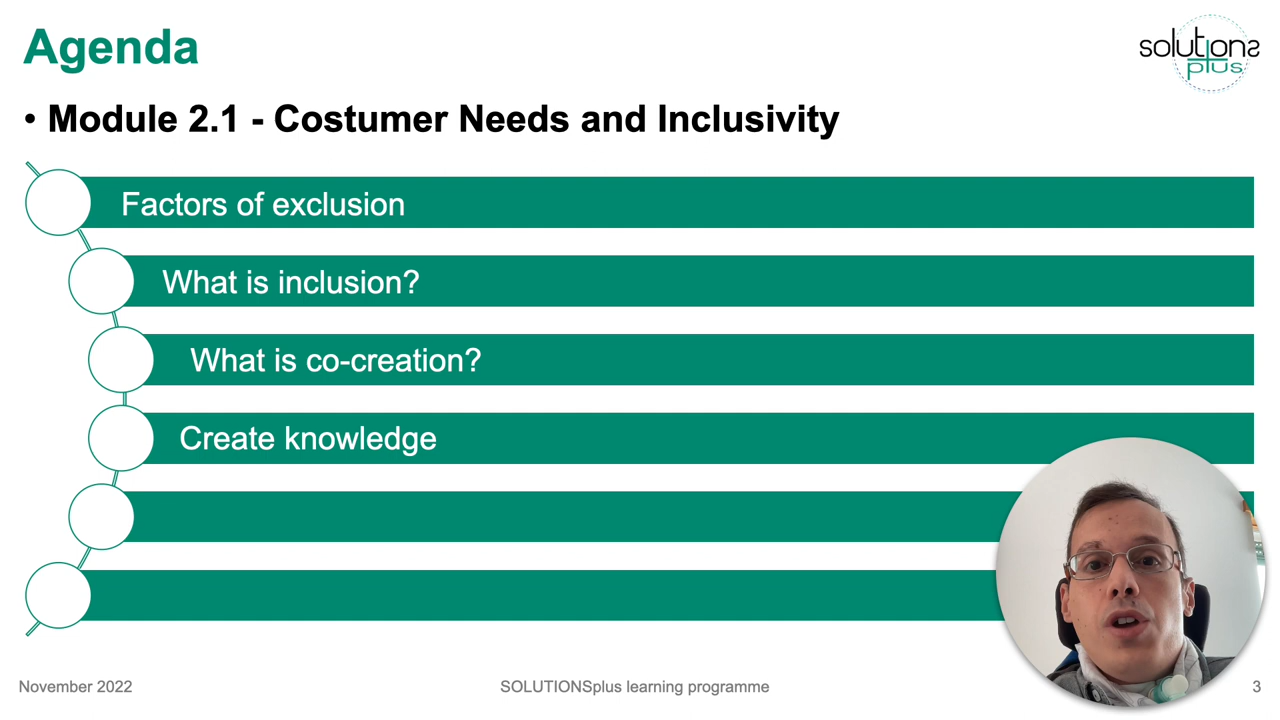 Agenda
solutions
plus
• Module 2.1 - Costumer Needs and Inclusivity
Factors of exclusion
What is inclusion?
What is co-creation?
Create knowledge
November 2022
SOLUTIONSplus learning programme
3